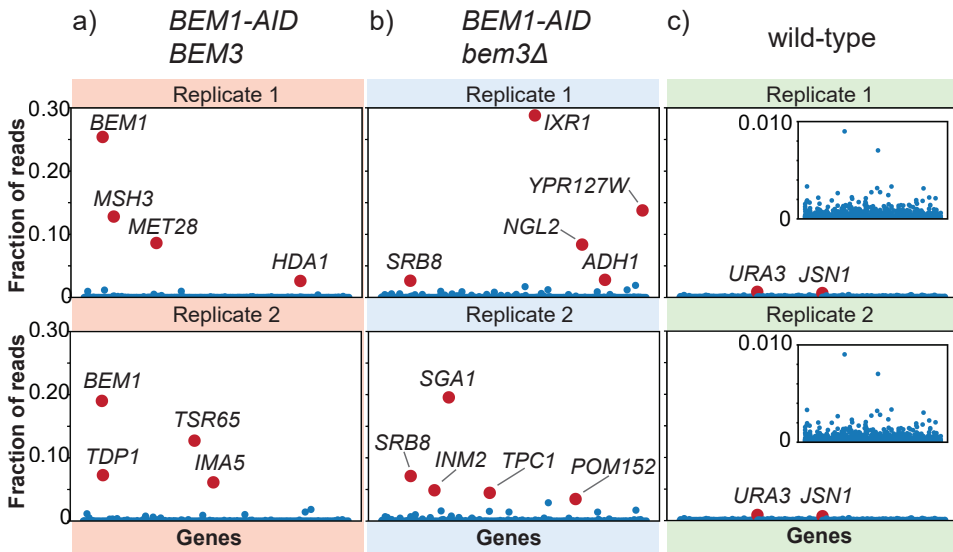 a)
BEM1-AID
BEM3
b)
BEM1-AID
bem3Δ
c)
wild-type
Replicate 1
Replicate 1
Replicate 1
Fraction of reads
0.30
0.20
0.10
0
BEM1
MSH3
MET28
HDA1
IXR1
YPR127W
NGL2
SRB8
ADH1
0.010
0
URA3
JSN1
Replicate 2
Replicate 2
Replicate 2
Fraction of reads
0.30
0.20
0.10
0
BEM1
TSR65
TDP1
IMA5
SGA1
SRB8
INM2
TPC1
POM152
0.010
0
URA3
JSN1
Genes
Genes
Genes